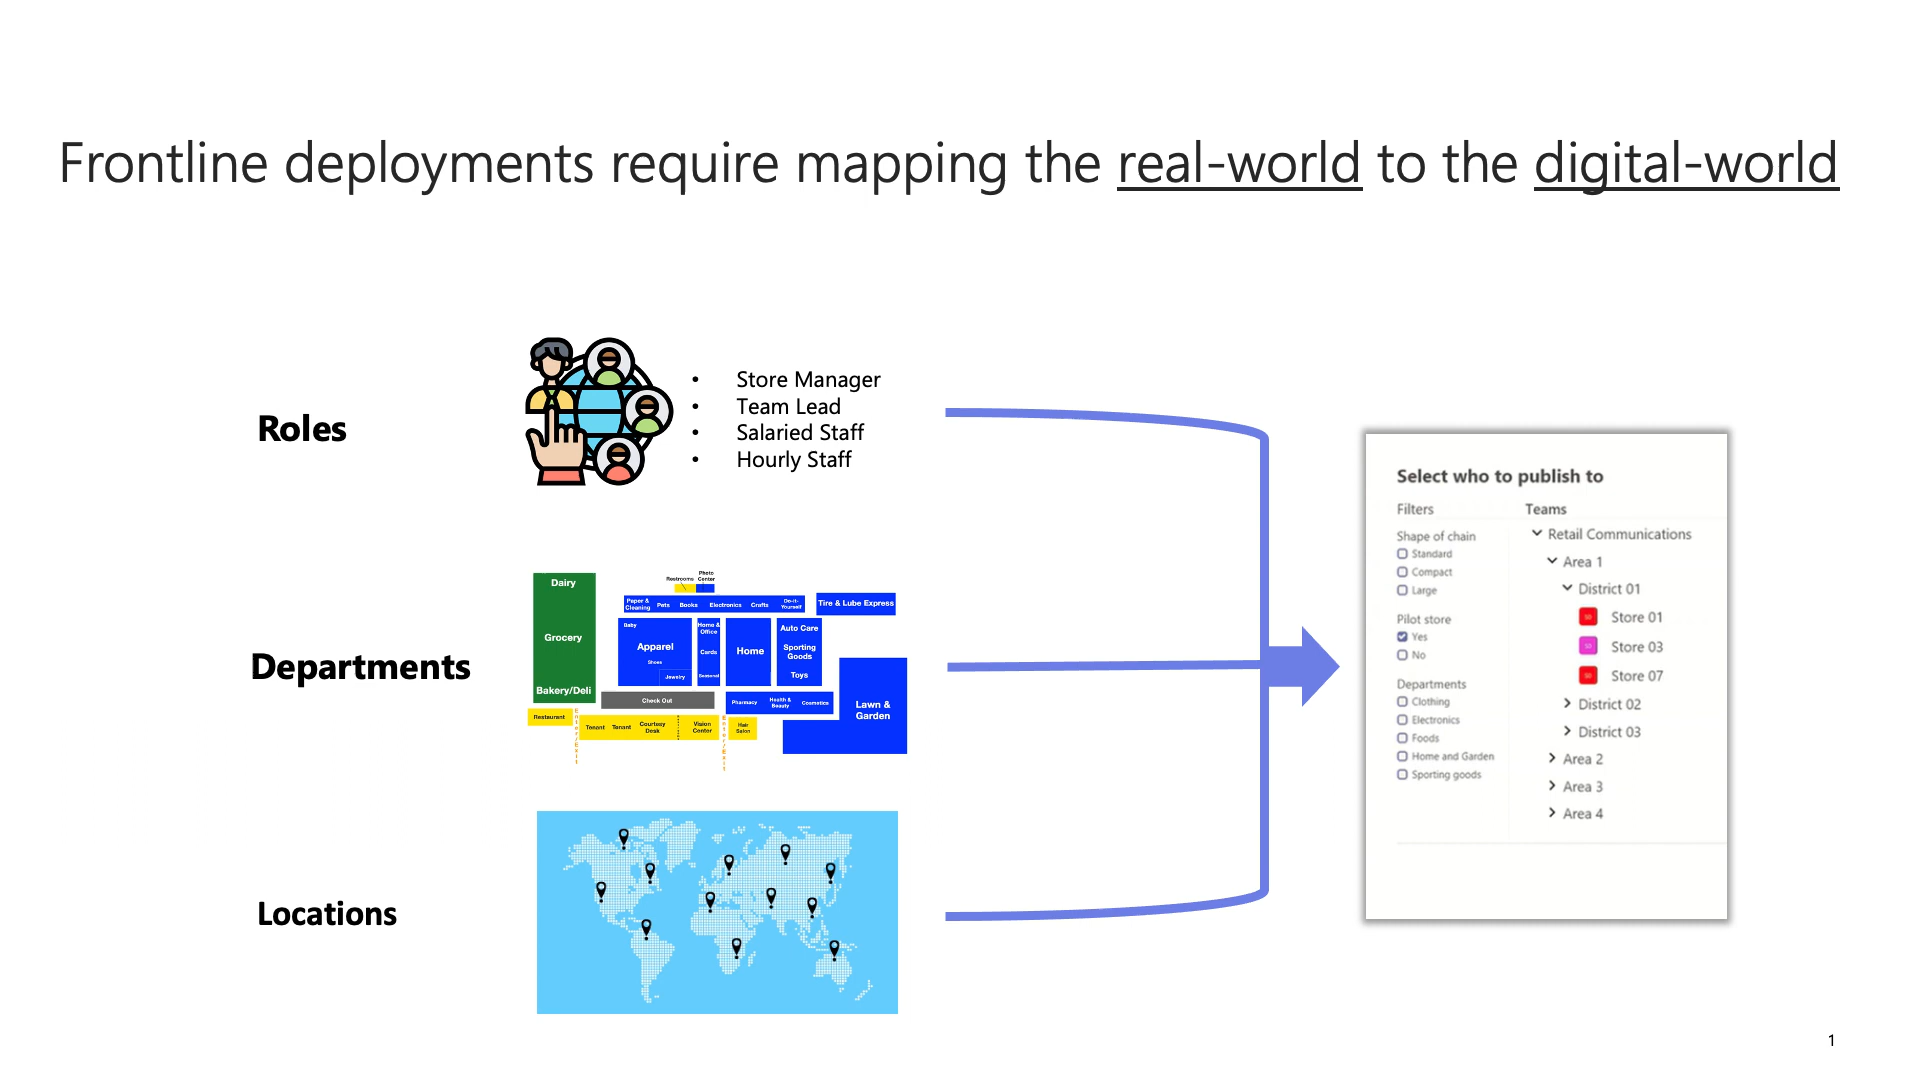 Frontline deployments require mapping the real-world to the digital-world
Roles
• Store Manager
• Team Lead
• Salaried Staff
• Hourly Staff
Departments
Dairy
Grocery
Bakery/Deli
Restrooms
Photo
Center
Paper &
Cleaning
Pets
Books
Electronics
Crafts
Do-It-
Yourself
Tire & Lube Express
Baby
Apparel
Shoes
Jewelry
Home &
Office
Cards
Seasonal
Home
Auto Care
Sporting
Goods
Toys
Check Out
Pharmacy
Health &
Beauty
Cosmetics
Lawn &
Garden
Restaurant
Enter/Exit
Tenant
Tenant
Courtesy
Desk
Vision
Center
Enter/Exit
Hair
Salon
Locations
Select who to publish to
Filters
Shape of chain
Standard
Compact
Large
Pilot store
Yes
No
Departments
Clothing
Electronics
Foods
Home and Garden
Sporting goods
Teams
Retail Communications
Area 1
District 01
Store 01
Store 03
Store 07
District 02
District 03
Area 2
Area 3
Area 4
1